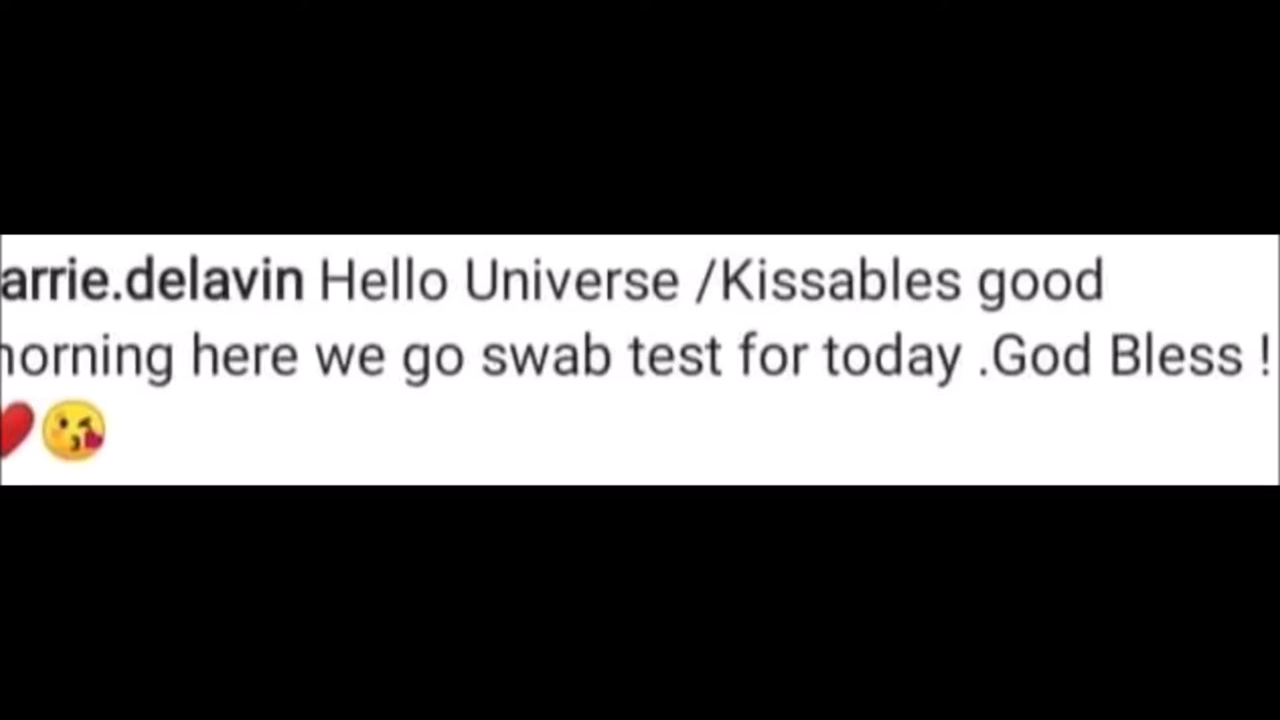 arrie.delavin Hello Universe /Kissables good
orning here we go swab test for today .God Bless !
❤️😘